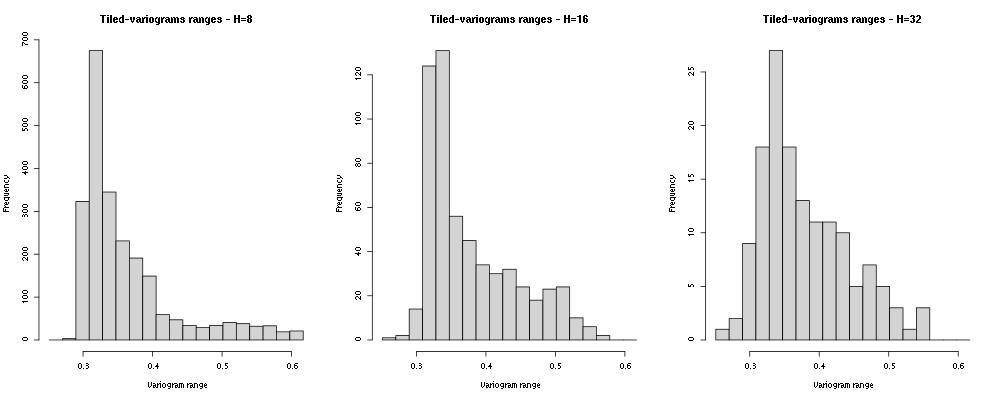 Tiled-variograms ranges - H=8
Tiled-variograms ranges - H=16
Tiled-variograms ranges - H=32
Frequency
0 100 200 300 400 500 600 700
0.3 0.4 0.5 0.6
Variogram range
Frequency
0 20 40 60 80 100 120
0.3 0.4 0.5 0.6
Variogram range
Frequency
0 5 10 15 20 25
0.3 0.4 0.5 0.6
Variogram range